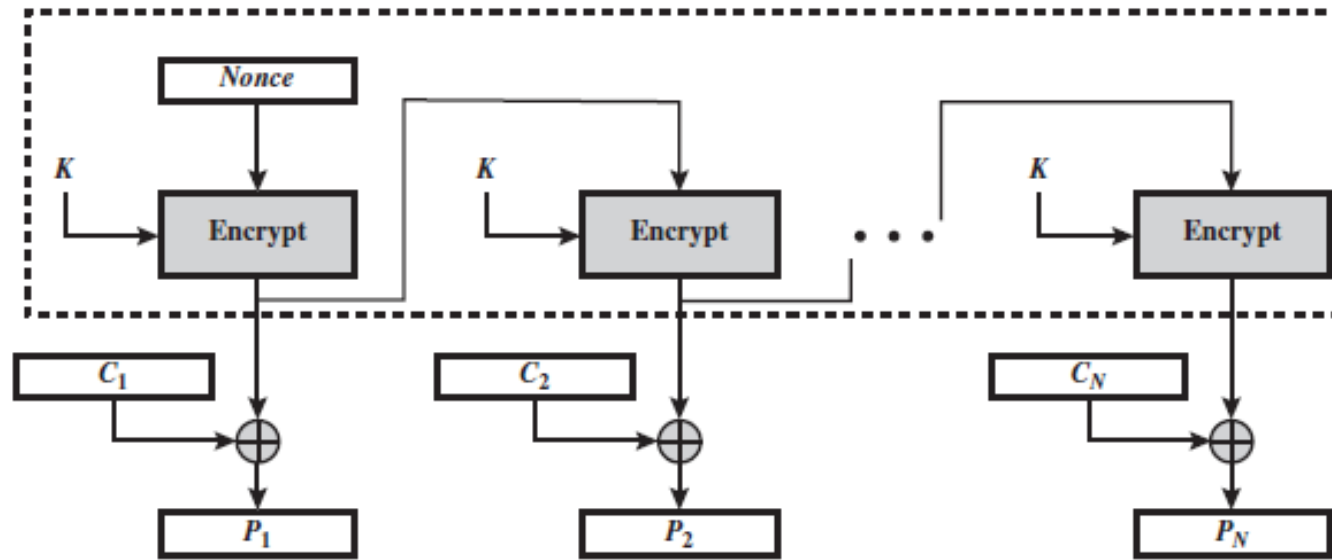 Nonce
K K K
Encrypt Encrypt • • • Encrypt
C1 C2 CN
P1 P2 PN